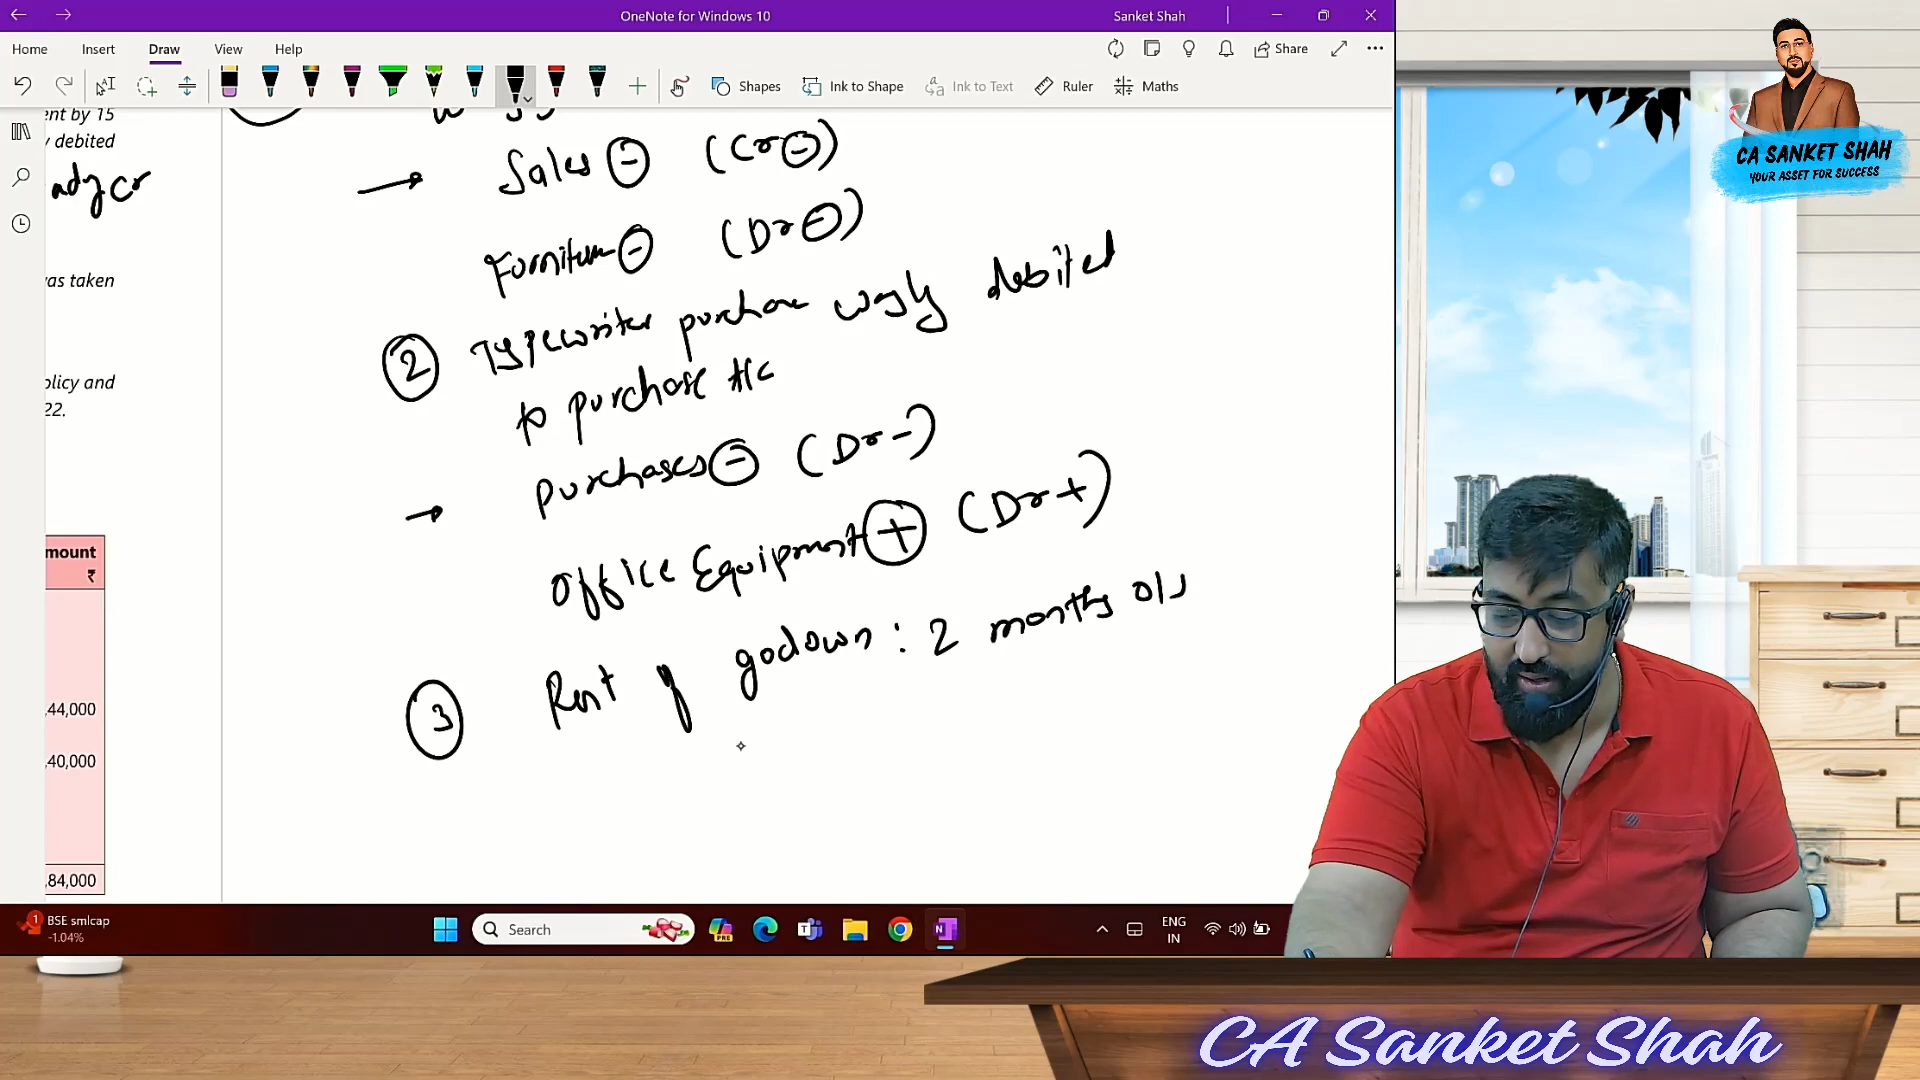 OneNote for Windows 10
Sanket Shah
Home Insert Draw View Help
Share
Shapes
Ink to Shape
Ink to Text
Ruler
Maths
ent by 15
debited
ady Cr
as taken
olicy and
22.
mount
₹
44,000
40,000
,84,000
Sales ⊖ (Cr ⊖)
Furniture ⊖ (Dr ⊖)
② Typewriter purchase wrongly debited
to purchase A/c
purchases ⊖ (Dr -)
office Equipment ⊕ (Dr +)
③ Rent of godown : 2 months o/s
CA SANKET SHAH
YOUR ASSET FOR SUCCESS
1
BSE smlcap
-1.04%
Search
PRE
ENG
IN
CA Sanket Shah